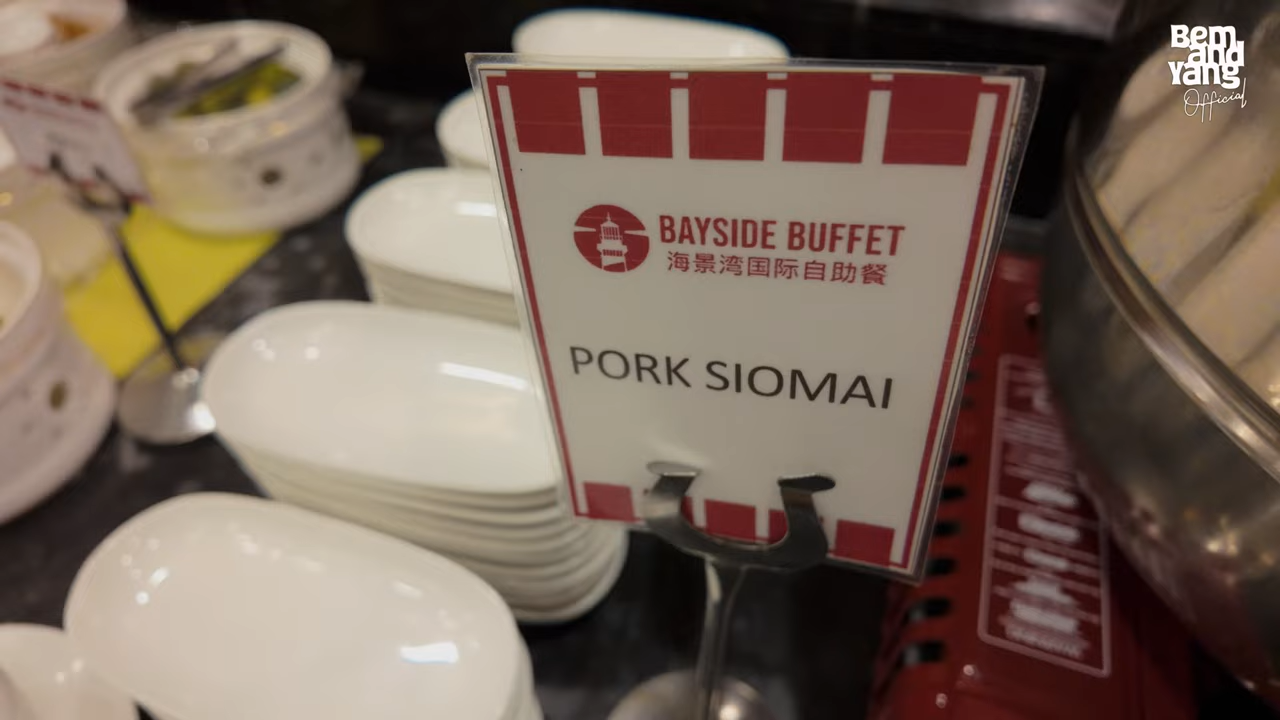 Bem
and
Yang
Official
BAYSIDE BUFFET
海景湾国际自助餐
PORK SIOMAI